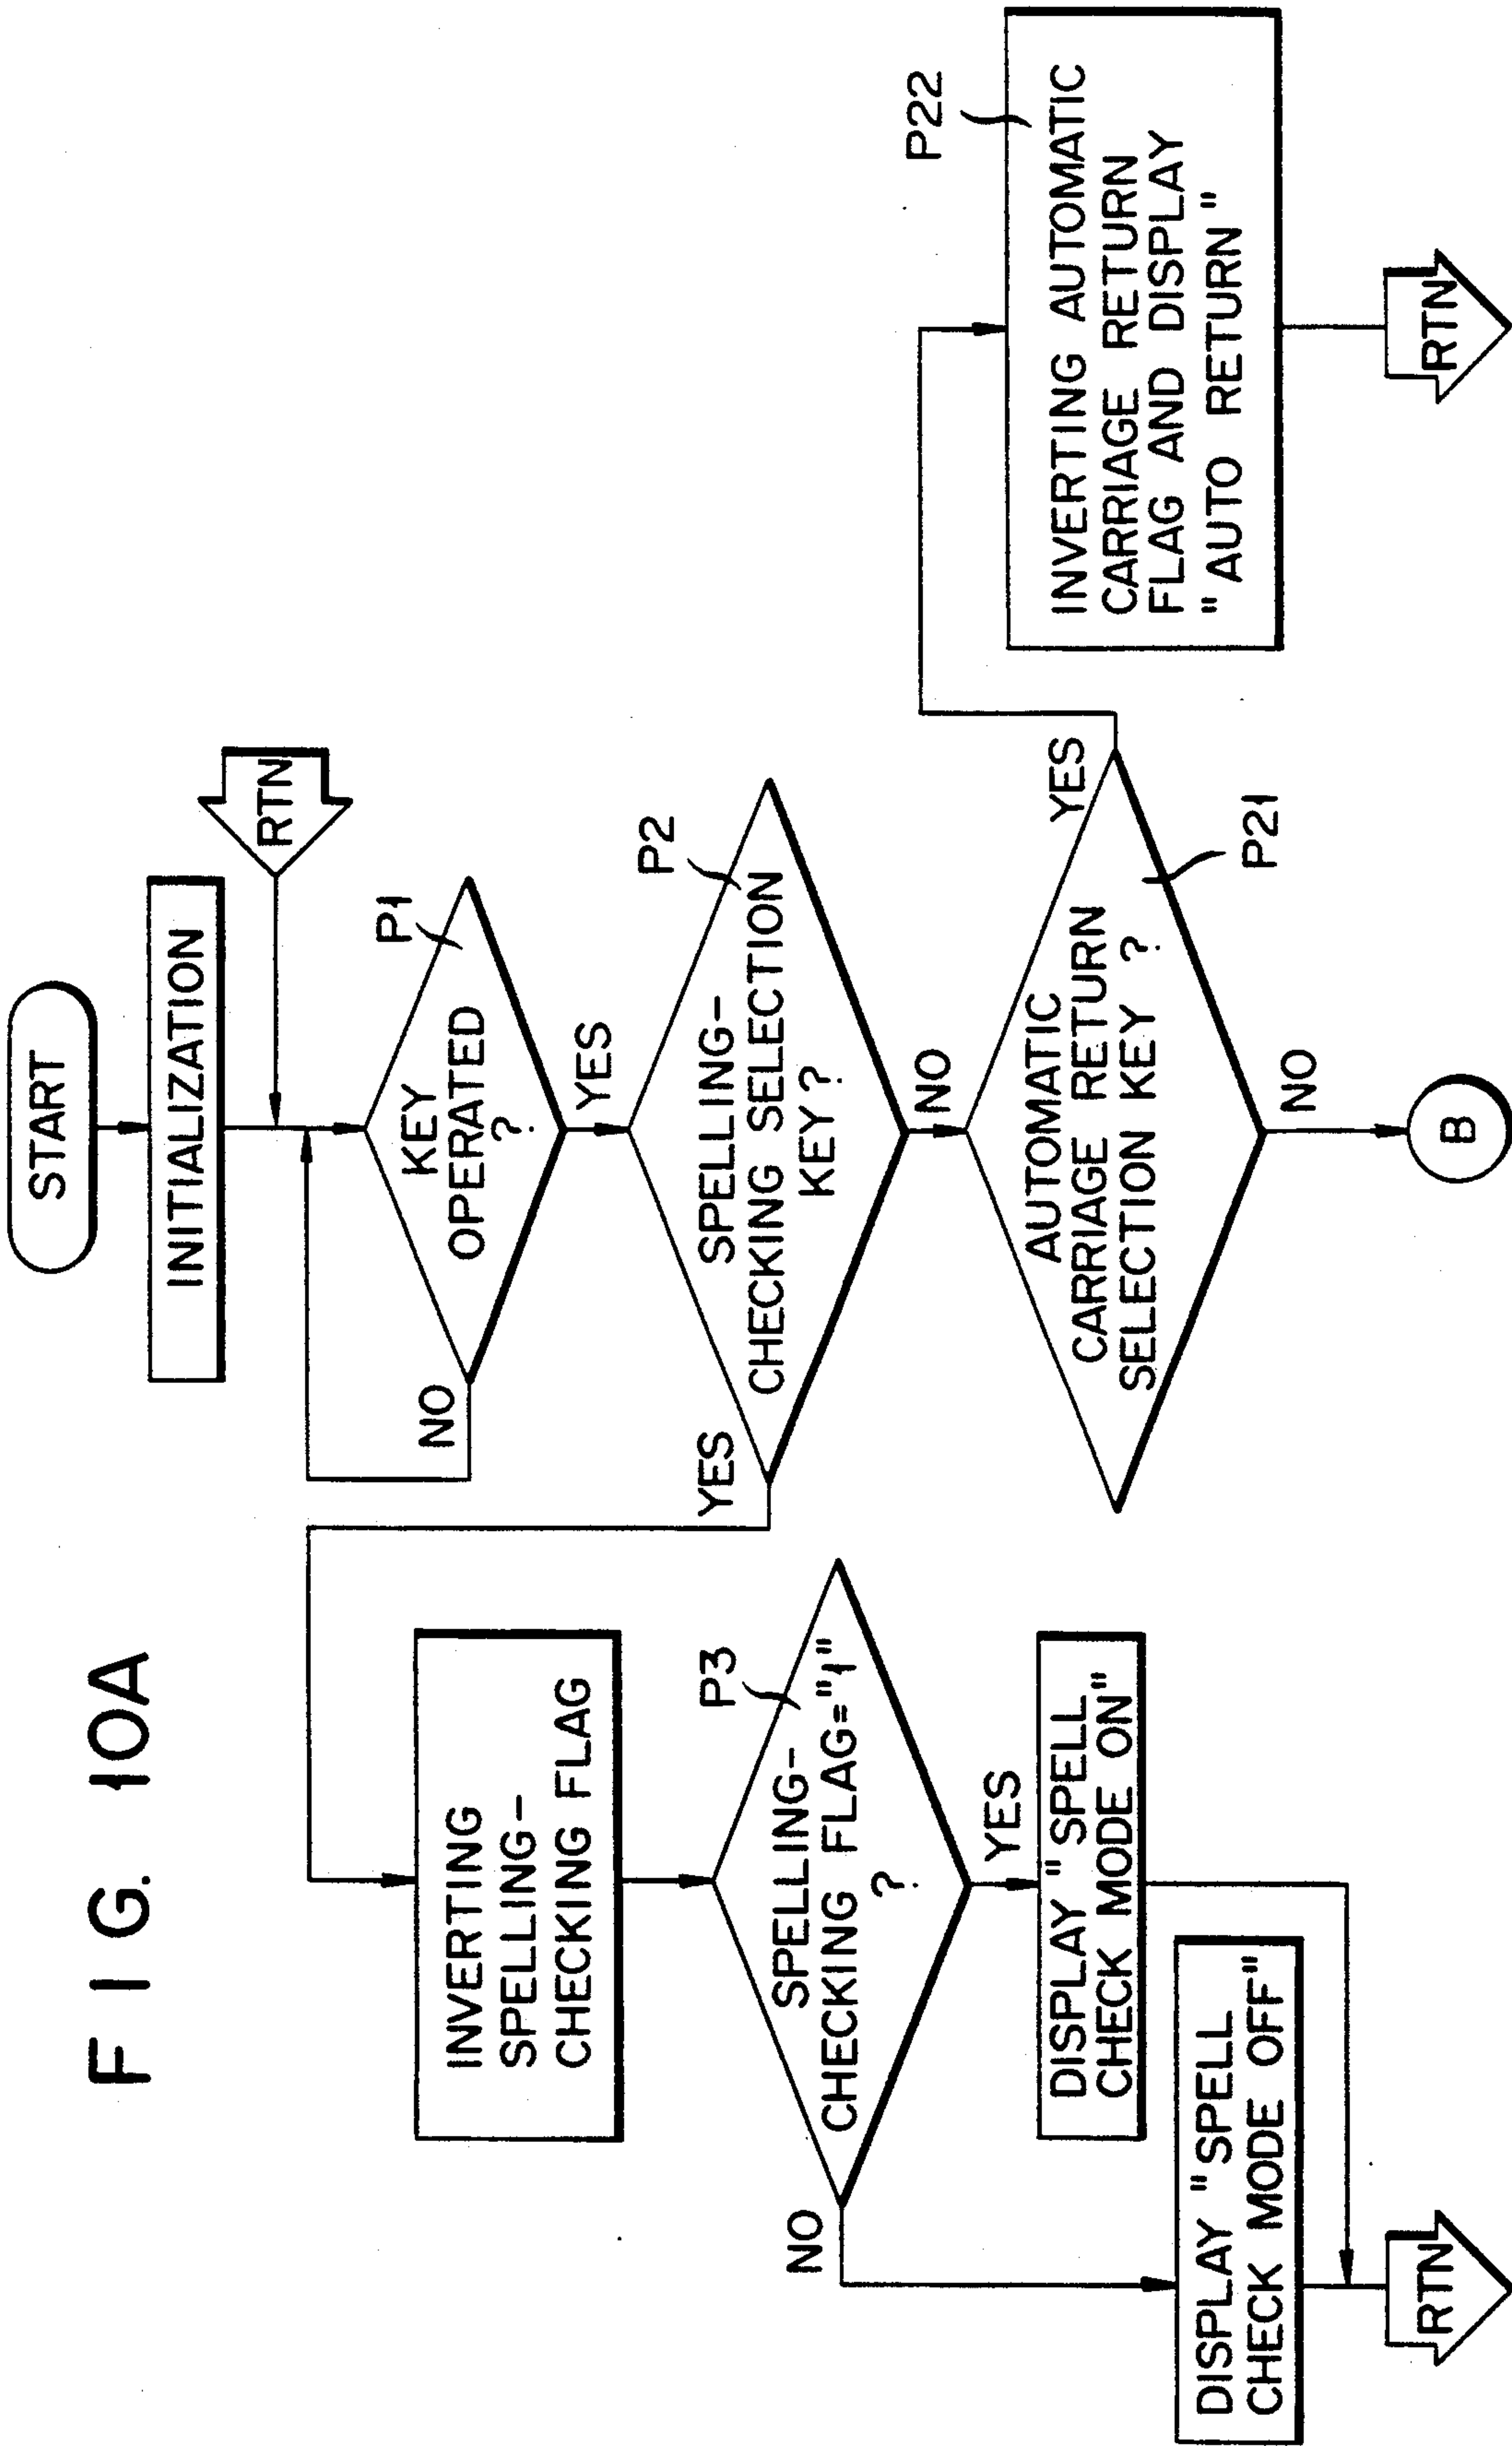 FIG. 10A
START
INITIALIZATION
RTN
P1
KEY
OPERATED
?
NO
YES
P2
SPELLING-
CHECKING SELECTION
KEY?
YES
NO
INVERTING
SPELLING-
CHECKING FLAG
P3
SPELLING-
CHECKING FLAG="1"
?
NO
YES
DISPLAY "SPELL
CHECK MODE ON"
DISPLAY "SPELL
CHECK MODE OFF"
RTN
AUTOMATIC
CARRIAGE RETURN
SELECTION KEY ?
P21
YES
NO
B
P22
INVERTING AUTOMATIC
CARRIAGE RETURN
FLAG AND DISPLAY
"AUTO RETURN"
RTN